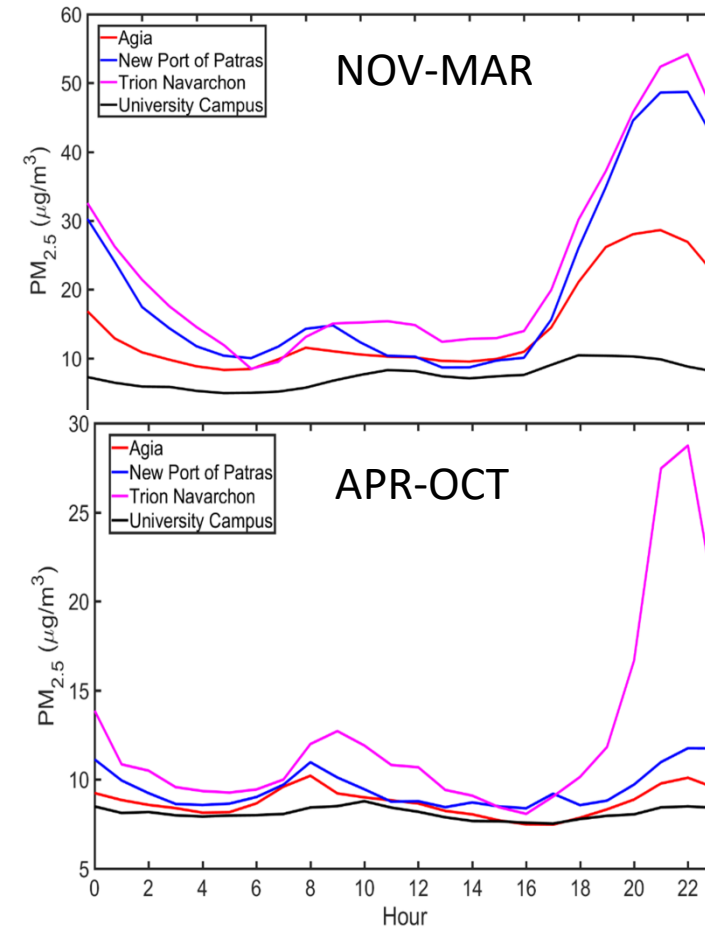 60
50
40
30
20
10
PM2.5 (μg/m3)
Agia
New Port of Patras
Trion Navarchon
University Campus
NOV-MAR
30
25
20
15
10
5
PM2.5 (μg/m3)
Agia
New Port of Patras
Trion Navarchon
University Campus
APR-OCT
0 2 4 6 8 10 12 14 16 18 20 22
Hour